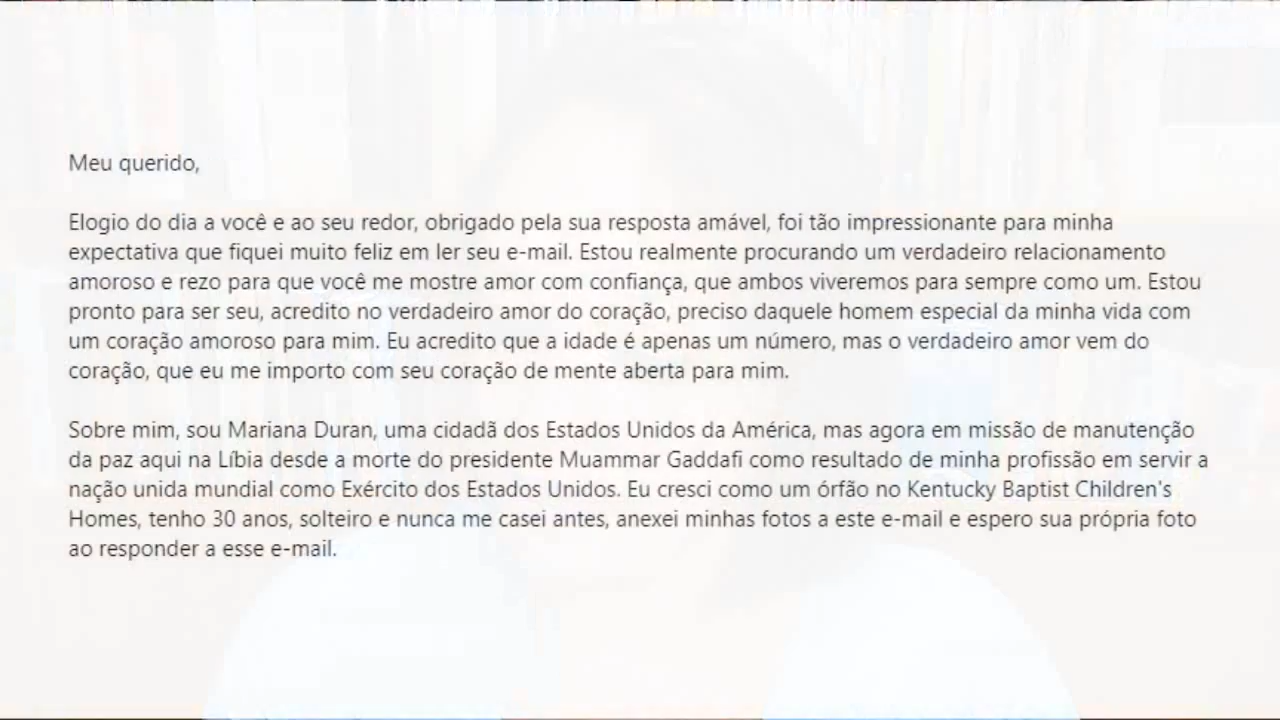 Meu querido,
Elogio do dia a você e ao seu redor, obrigado pela sua resposta amável, foi tão impressionante para minha
expectativa que fiquei muito feliz em ler seu e-mail. Estou realmente procurando um verdadeiro relacionamento
amoroso e rezo para que você me mostre amor com confiança, que ambos viveremos para sempre como um. Estou
pronto para ser seu, acredito no verdadeiro amor do coração, preciso daquele homem especial da minha vida com
um coração amoroso para mim. Eu acredito que a idade é apenas um número, mas o verdadeiro amor vem do
coração, que eu me importo com seu coração de mente aberta para mim.
Sobre mim, sou Mariana Duran, uma cidadã dos Estados Unidos da América, mas agora em missão de manutenção
da paz aqui na Líbia desde a morte do presidente Muammar Gaddafi como resultado de minha profissão em servir a
nação unida mundial como Exército dos Estados Unidos. Eu cresci como um órfão no Kentucky Baptist Children's
Homes, tenho 30 anos, solteiro e nunca me casei antes, anexei minhas fotos a este e-mail e espero sua própria foto
ao responder a esse e-mail.